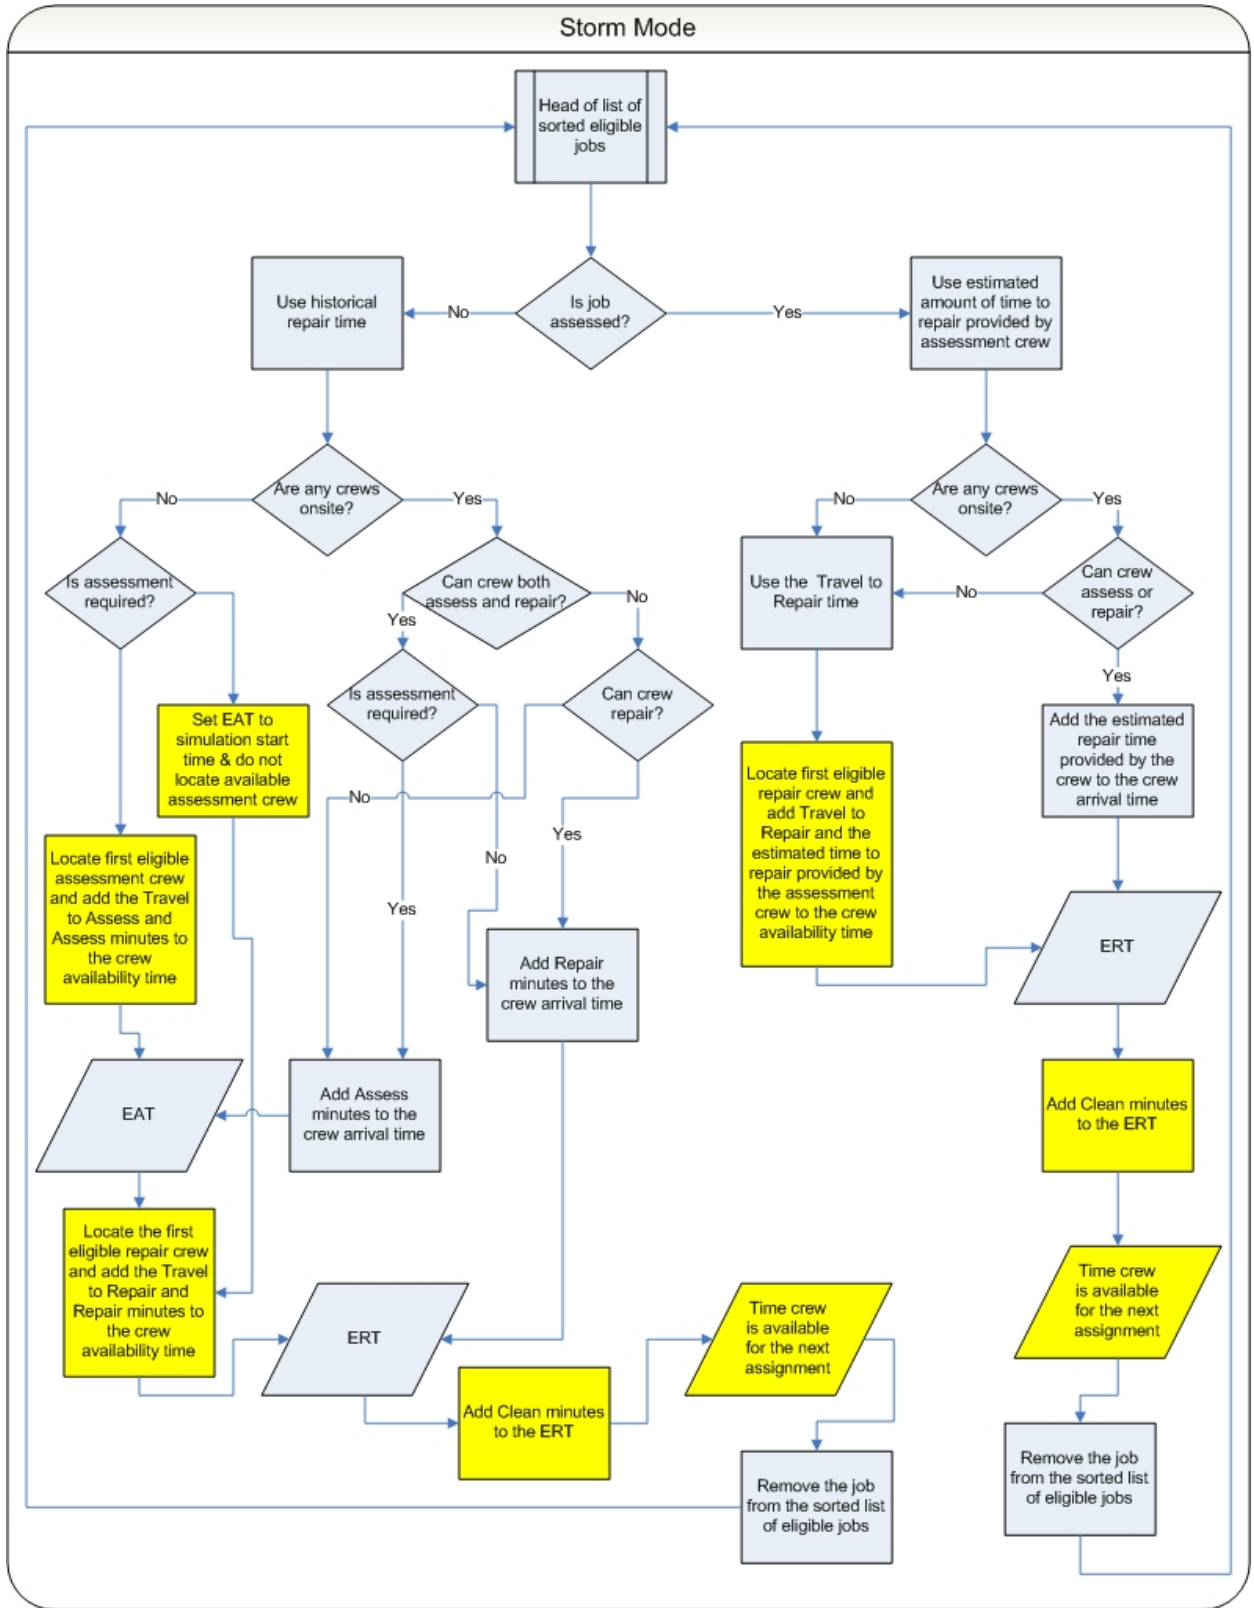 Storm Mode
Head of list of
sorted eligible
jobs
Is job
assessed?
No
Yes
Use historical
repair time
Use estimated
amount of time to
repair provided by
assessment crew
Are any crews
onsite?
No
Yes
Are any crews
onsite?
No
Yes
Is assessment
required?
Can crew both
assess and repair?
Yes
No
Use the Travel to
Repair time
No
Can crew
assess or
repair?
Yes
Is assessment
required?
Can crew
repair?
Set EAT to
simulation start
time & do not
locate available
assessment crew
Add the estimated
repair time
provided by the
crew to the crew
arrival time
Locate first eligible
repair crew and
add Travel to
Repair and the
estimated time to
repair provided by
the assessment
crew to the crew
availability time
No
Yes
No
Yes
Locate first eligible
assessment crew
and add the Travel
to Assess and
Assess minutes to
the crew
availability time
Add Repair
minutes to the
crew arrival time
ERT
EAT
Add Assess
minutes to the
crew arrival time
Add Clean minutes
to the ERT
Locate the first
eligible repair crew
and add the Travel
to Repair and
Repair minutes to
the crew
availability time
ERT
Add Clean minutes
to the ERT
Time crew
is available
for the next
assignment
Time crew
is available
for the next
assignment
Remove the job
from the sorted list
of eligible jobs
Remove the job
from the sorted list
of eligible jobs